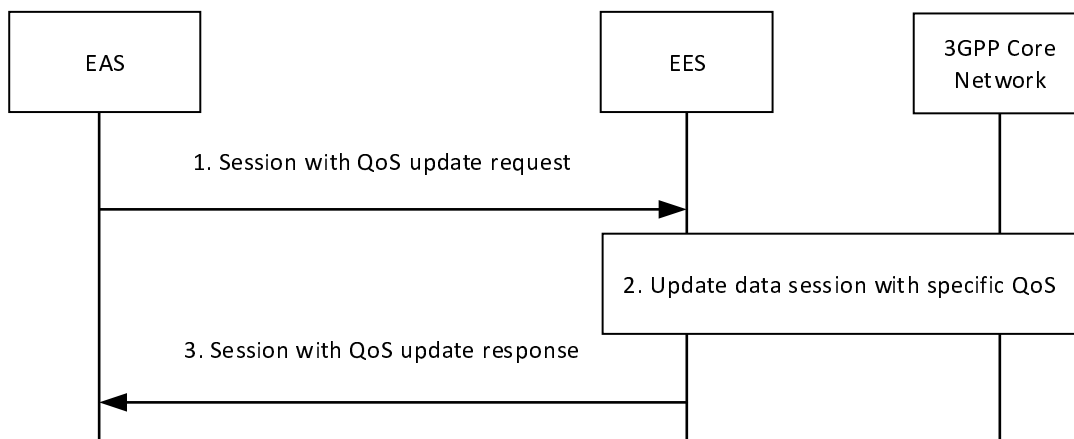 EAS
EES
3GPP Core
Network
1. Session with QoS update request
2. Update data session with specific QoS
3. Session with QoS update response